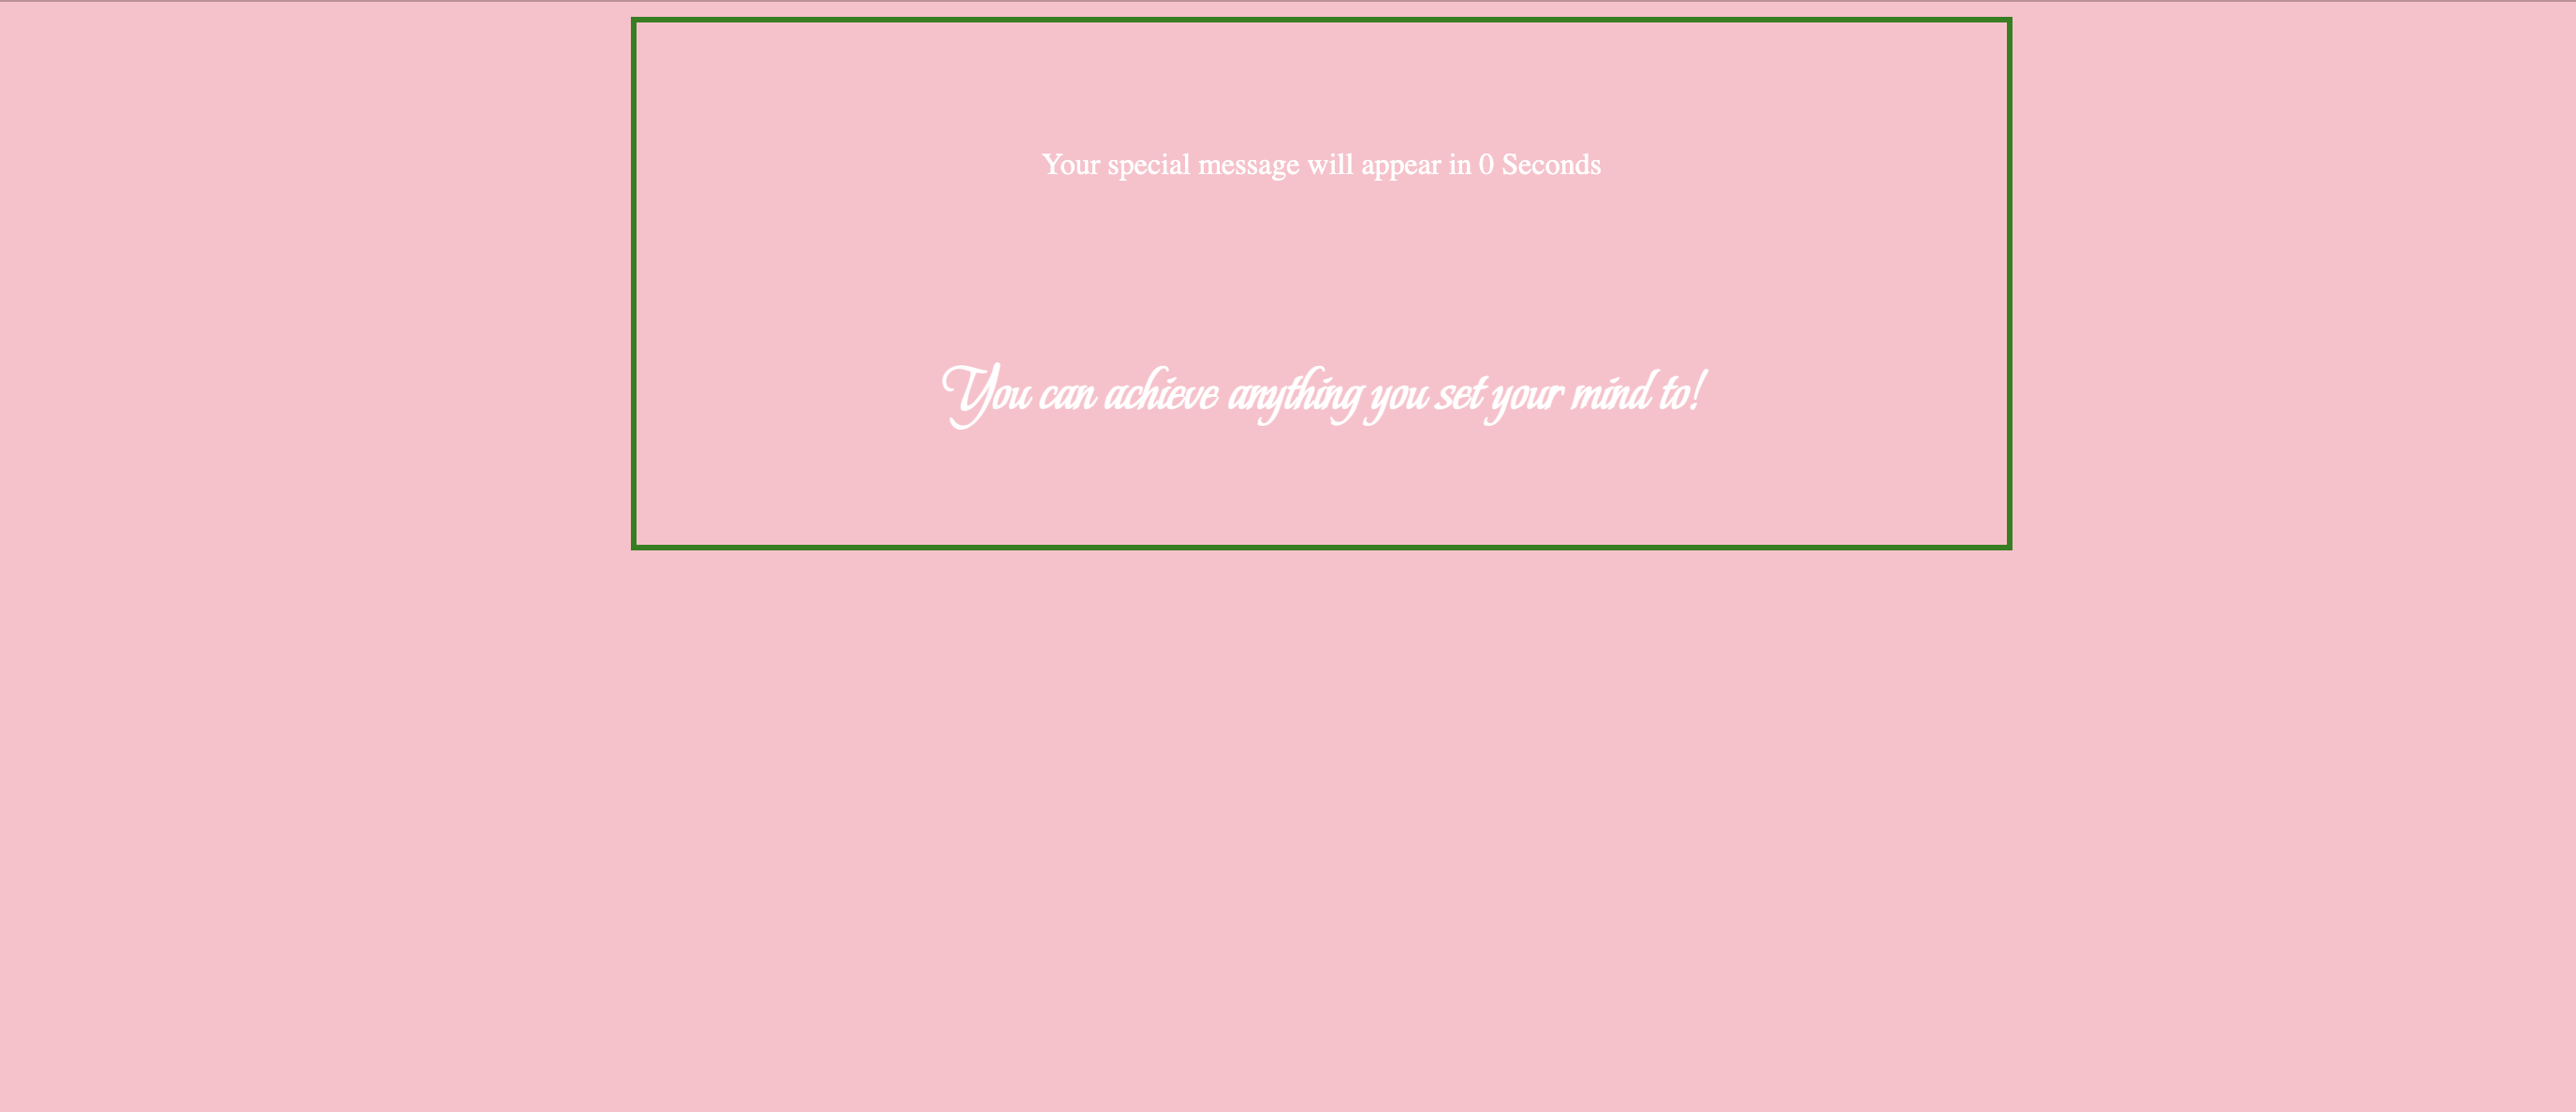 Your special message will appear in 0 Seconds
You can achieve anything you set your mind to!